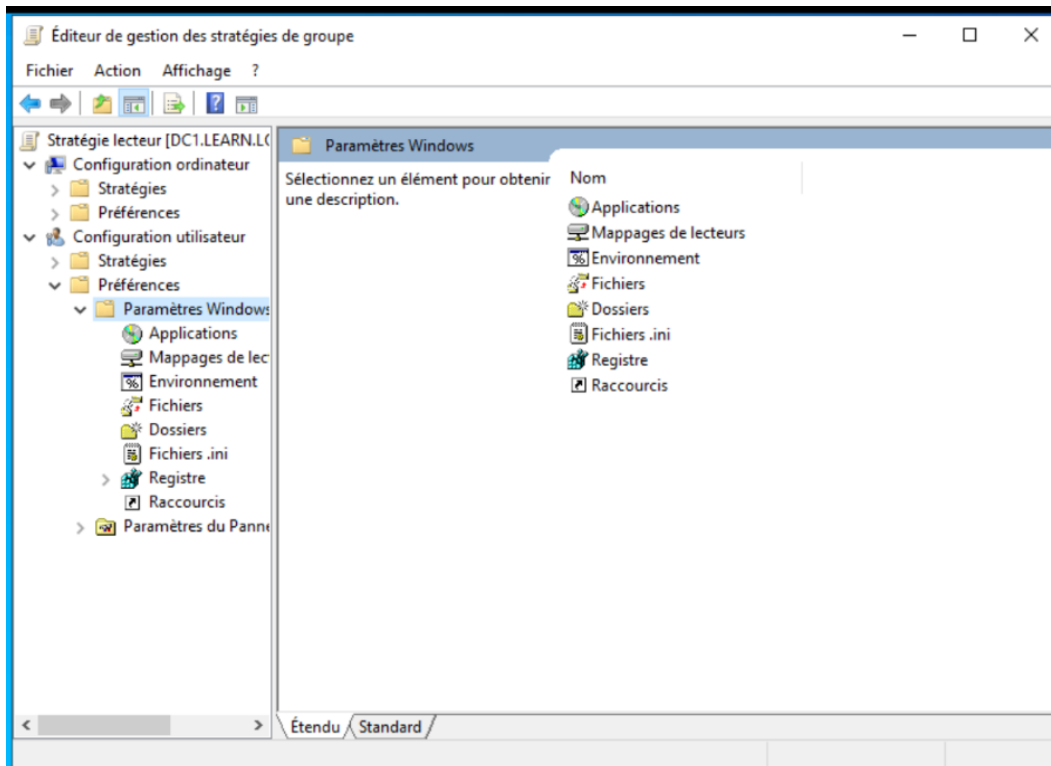 Éditeur de gestion des stratégies de groupe
Fichier Action Affichage ?
Stratégie lecteur [DC1.LEARN.LC
Configuration ordinateur
Stratégies
Préférences
Configuration utilisateur
Stratégies
Préférences
Paramètres Windows
Applications
Mappages de lec
Environnement
Fichiers
Dossiers
Fichiers .ini
Registre
Raccourcis
Paramètres du Panne
Paramètres Windows
Sélectionnez un élément pour obtenir
une description.
Nom
Applications
Mappages de lecteurs
Environnement
Fichiers
Dossiers
Fichiers .ini
Registre
Raccourcis
Étendu Standard